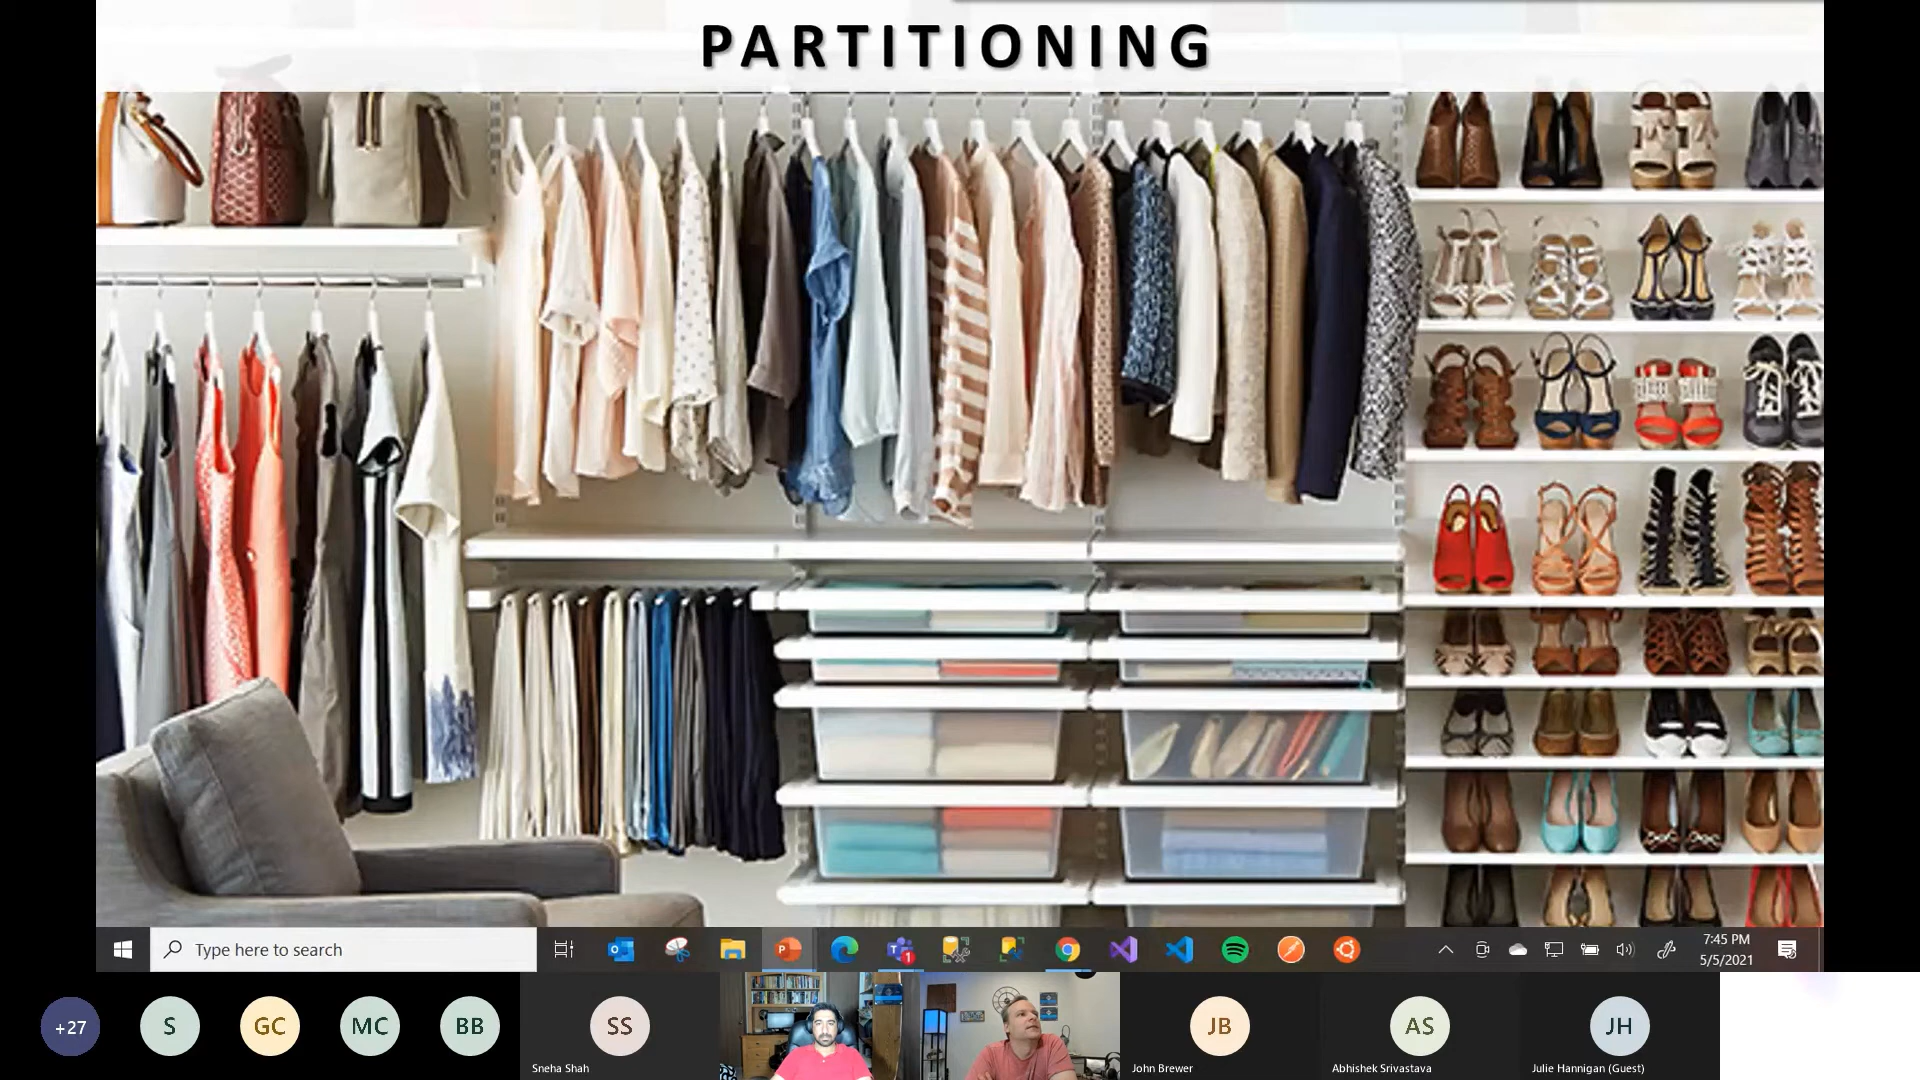 PARTITIONING
Type here to search
1
7:45 PM
5/5/2021
+27
S
GC
MC
BB
SS
JB
AS
JH
Sneha Shah
John Brewer
Abhishek Srivastava
Julie Hannigan (Guest)